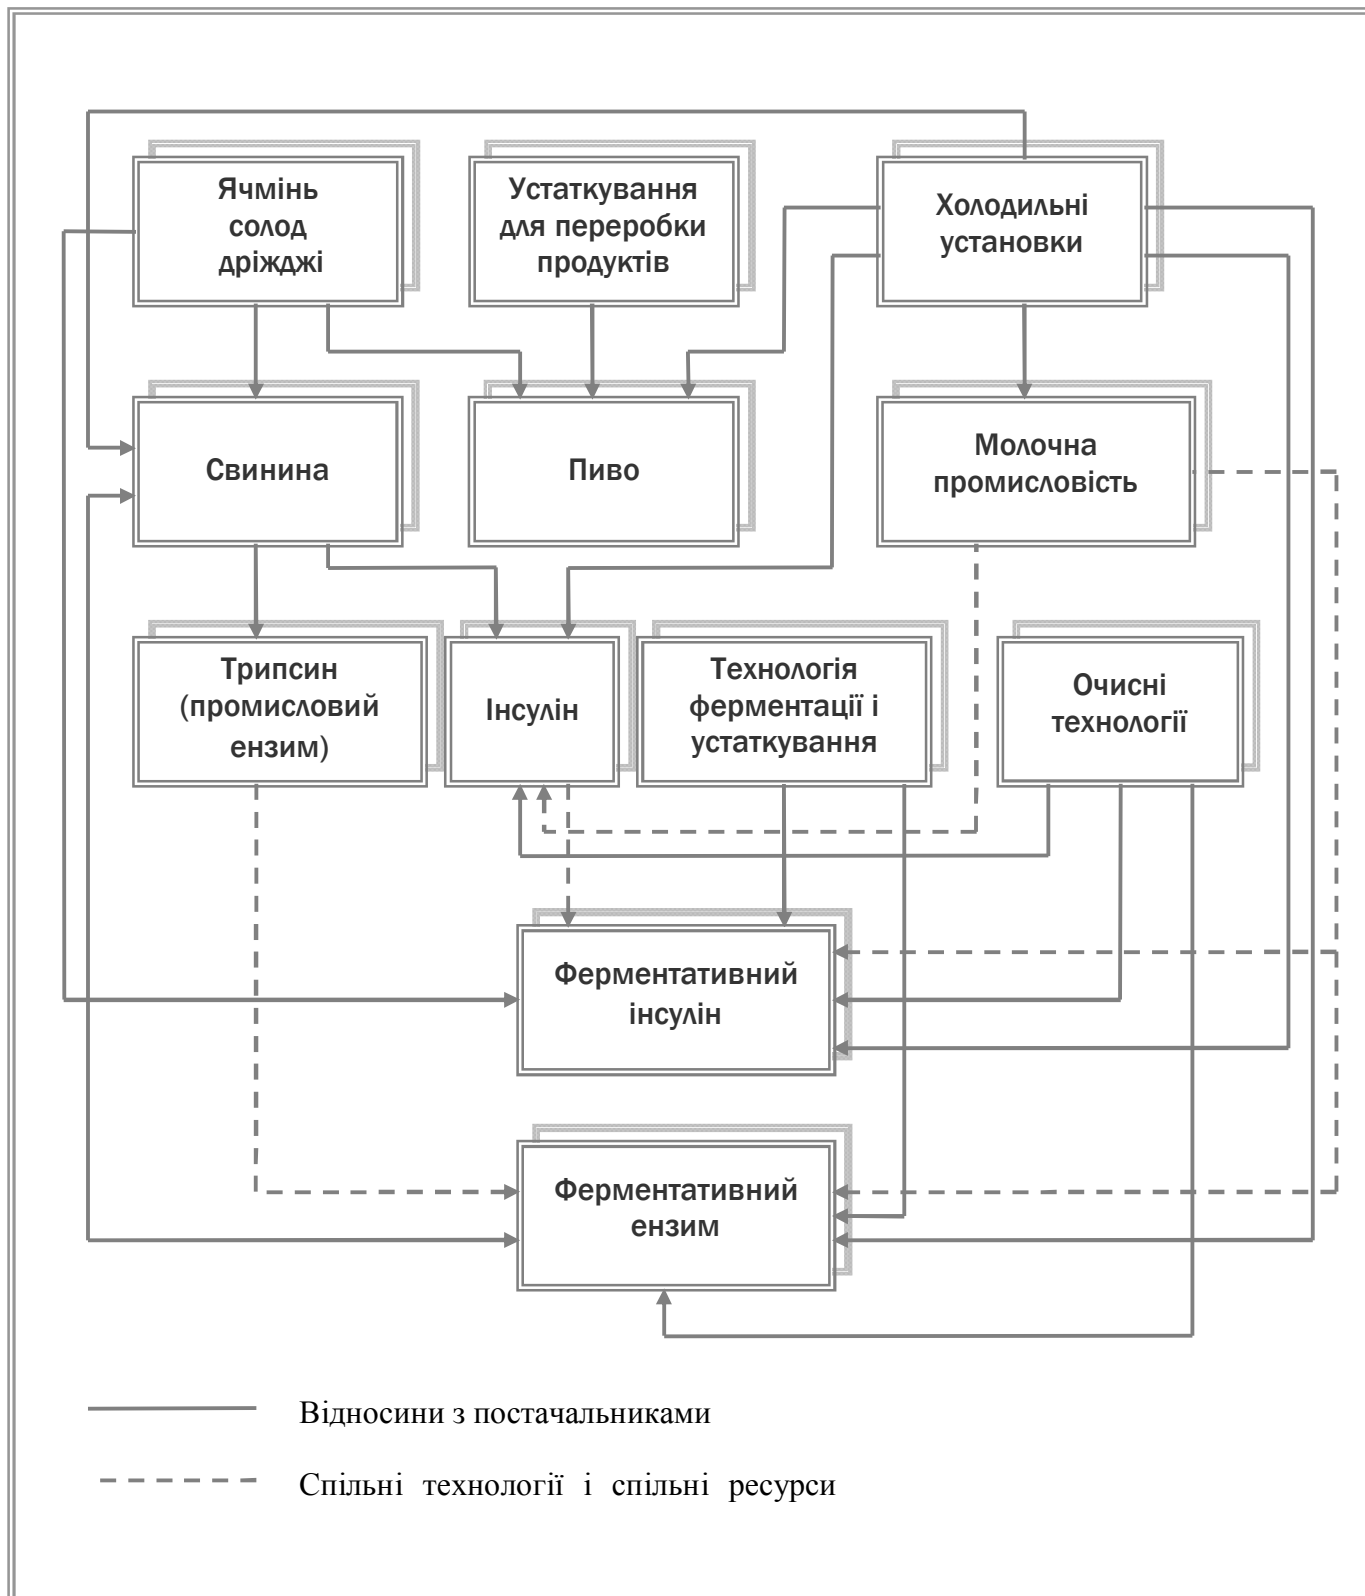 Ячмінь
солод
дріжджі
Устаткування
для переробки
продуктів
Холодильні
установки
Свинина
Пиво
Молочна
промисловість
Трипсин
(промисловий
ензим)
Інсулін
Технологія
ферментації і
устаткування
Очисні
технології
Ферментативний
інсулін
Ферментативний
ензим
Відносини з постачальниками
Спільні технології і спільні ресурси